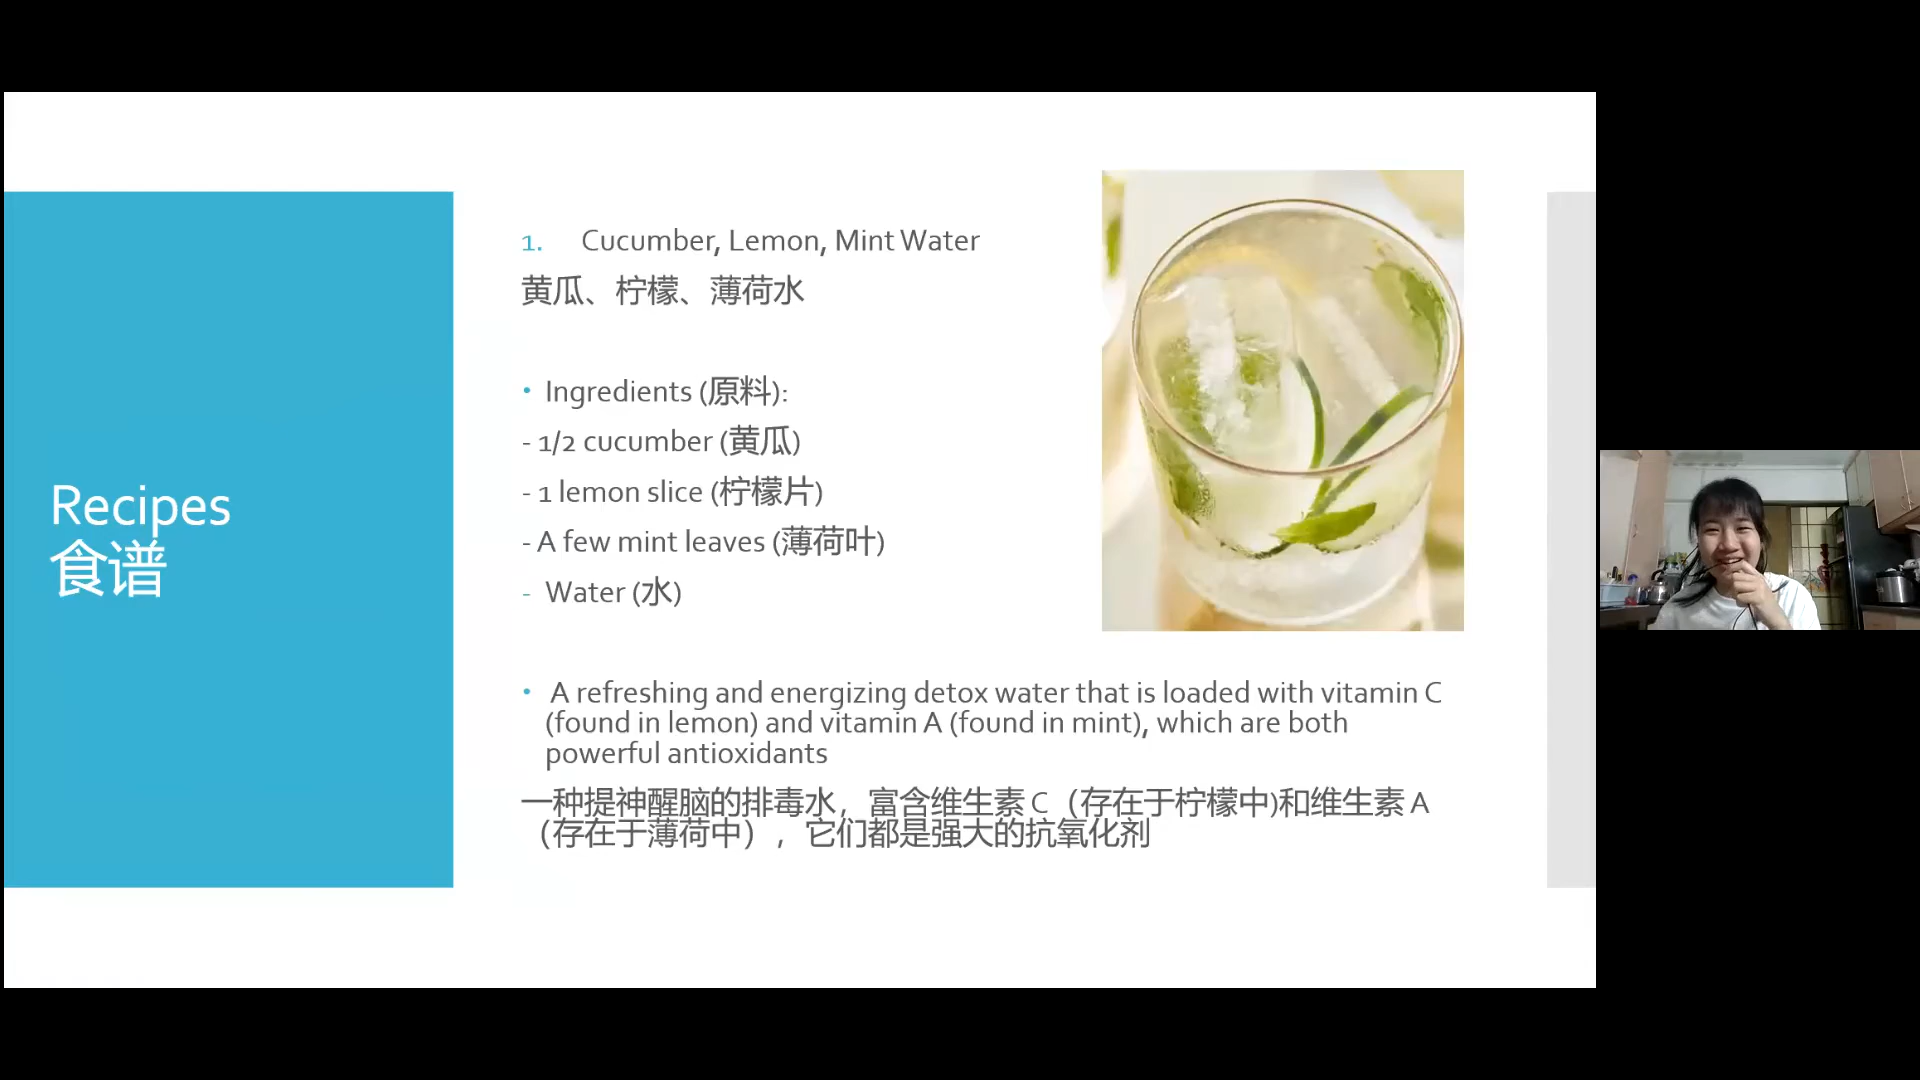 Recipes
食谱
1. Cucumber, Lemon, Mint Water
黄瓜、柠檬、薄荷水
• Ingredients (原料):
- 1/2 cucumber (黄瓜)
- 1 lemon slice (柠檬片)
- A few mint leaves (薄荷叶)
- Water (水)
• A refreshing and energizing detox water that is loaded with vitamin C
(found in lemon) and vitamin A (found in mint), which are both
powerful antioxidants
一种提神醒脑的排毒水，富含维生素 C（存在于柠檬中)和维生素 A
（存在于薄荷中），它们都是强大的抗氧化剂